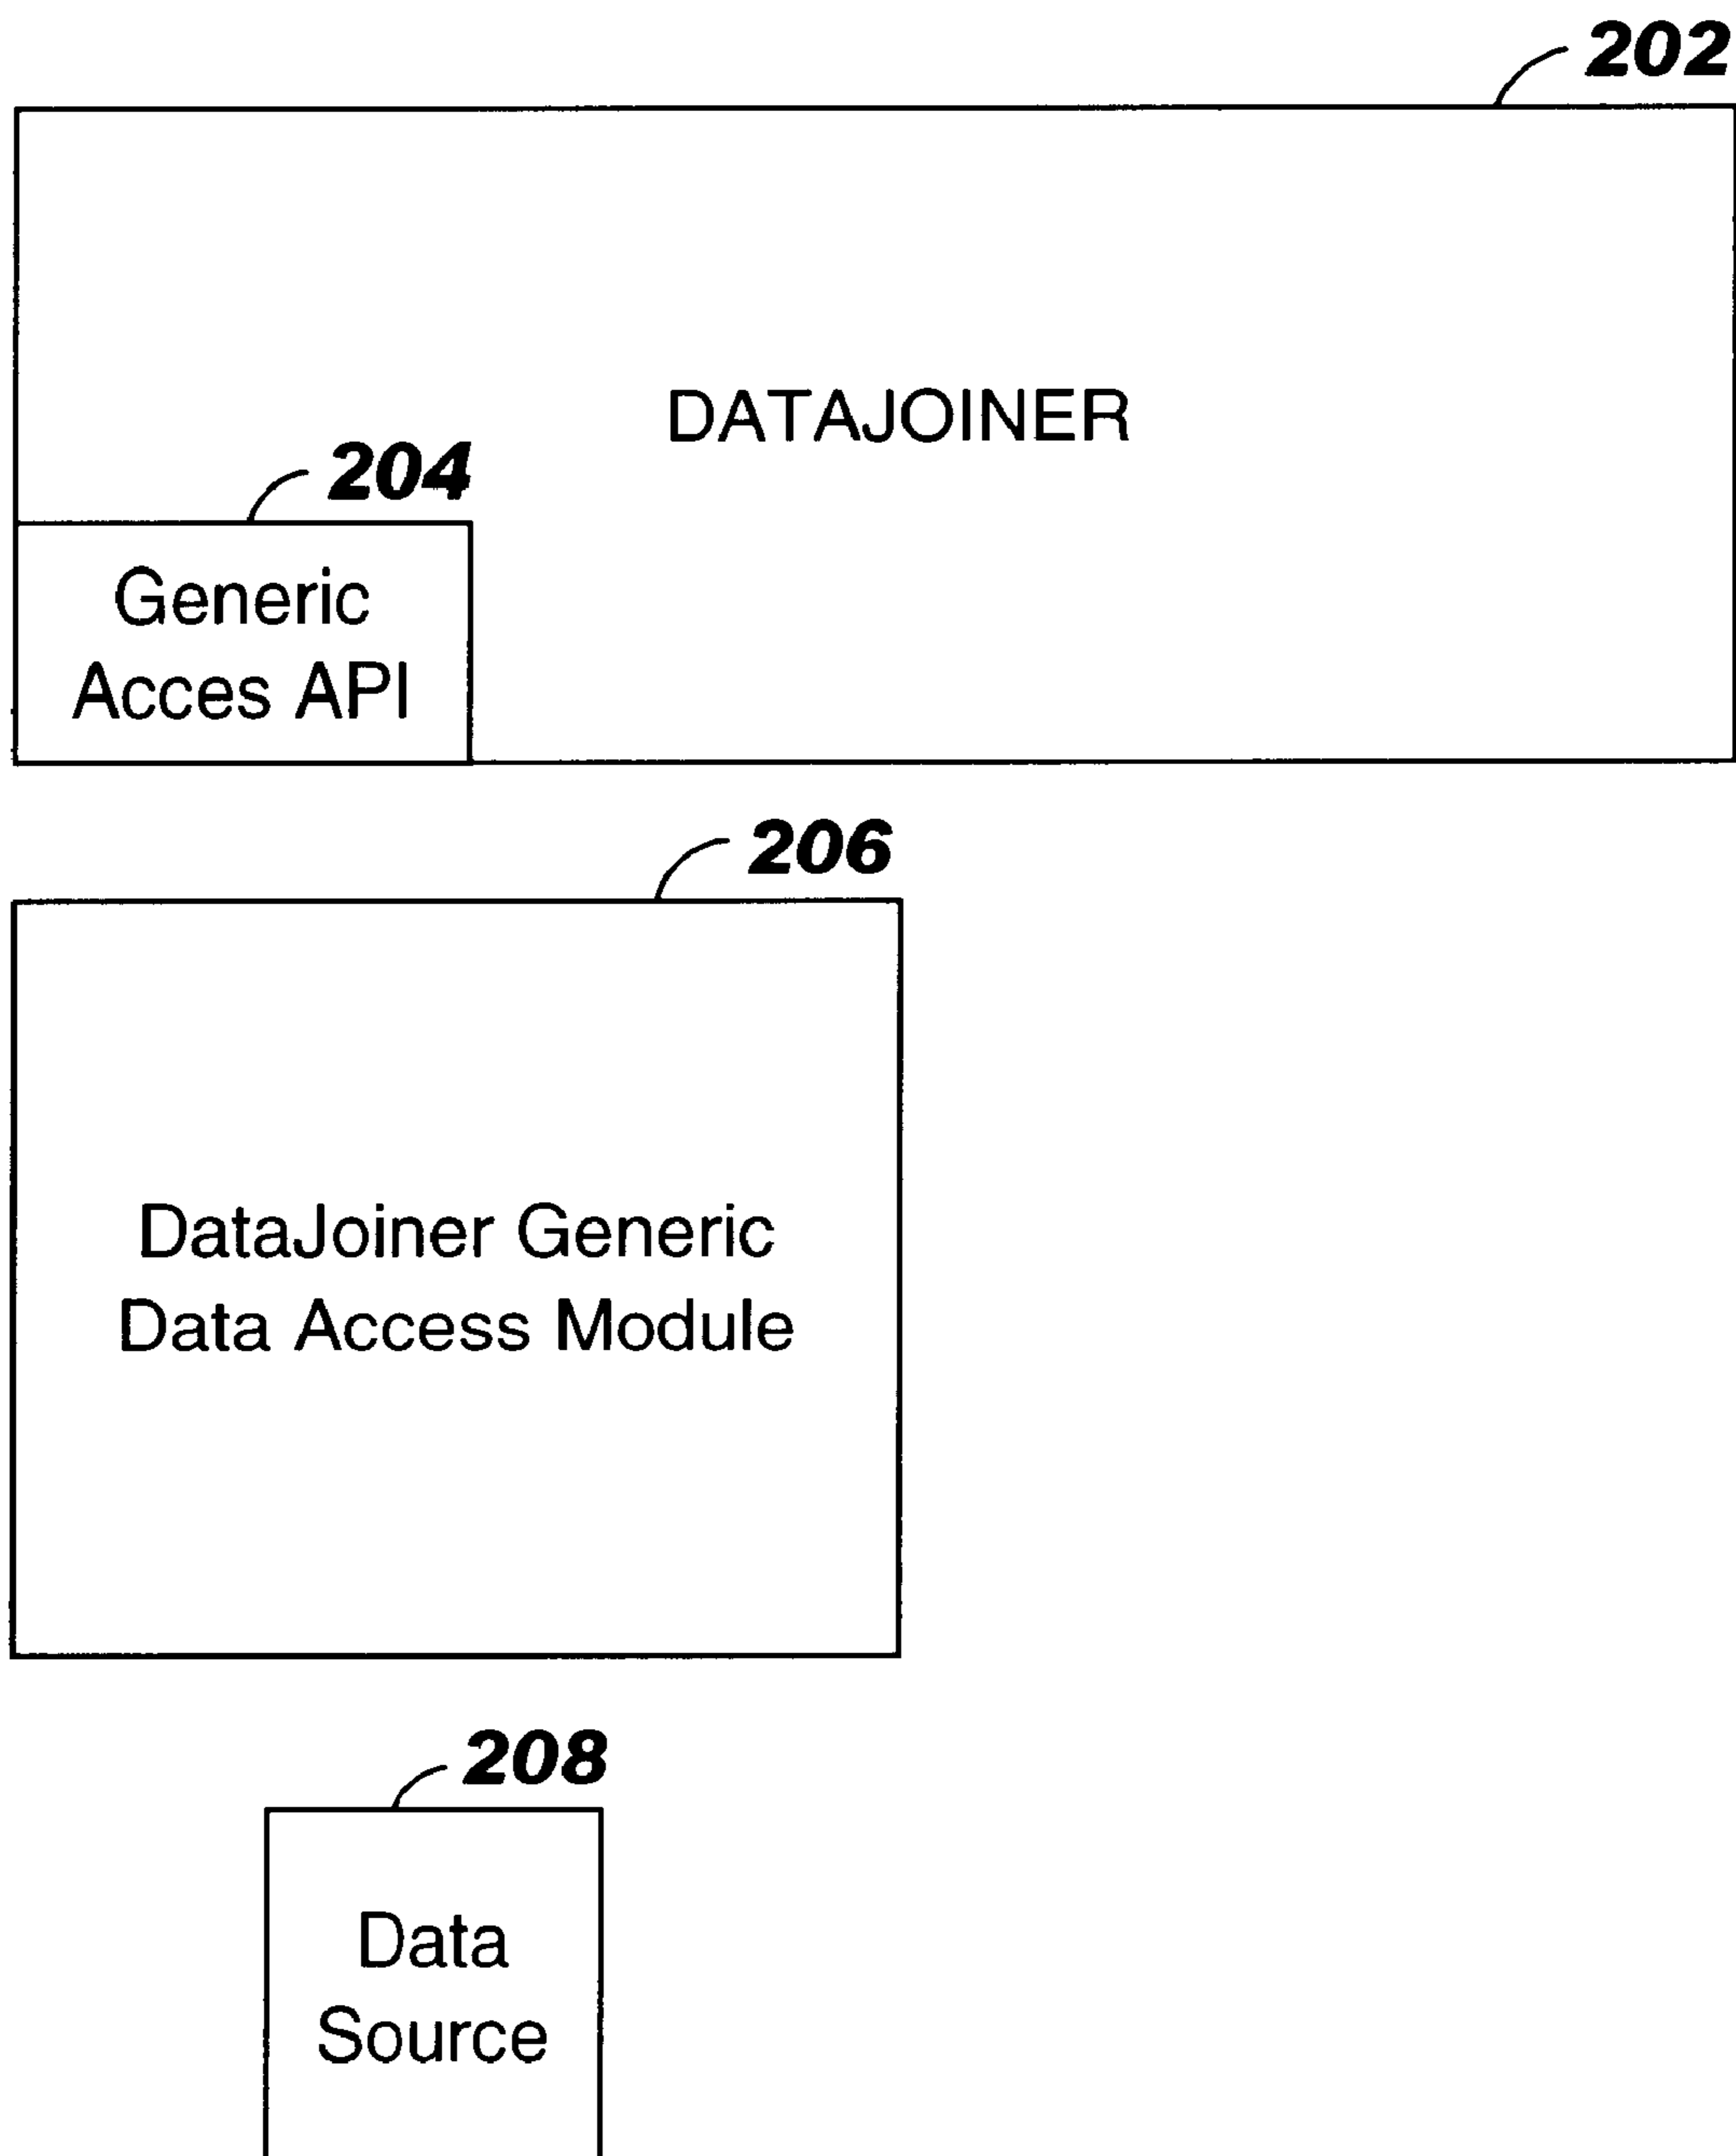 202
DATAJOINER
204
Generic
Acces API
206
DataJoiner Generic
Data Access Module
208
Data
Source